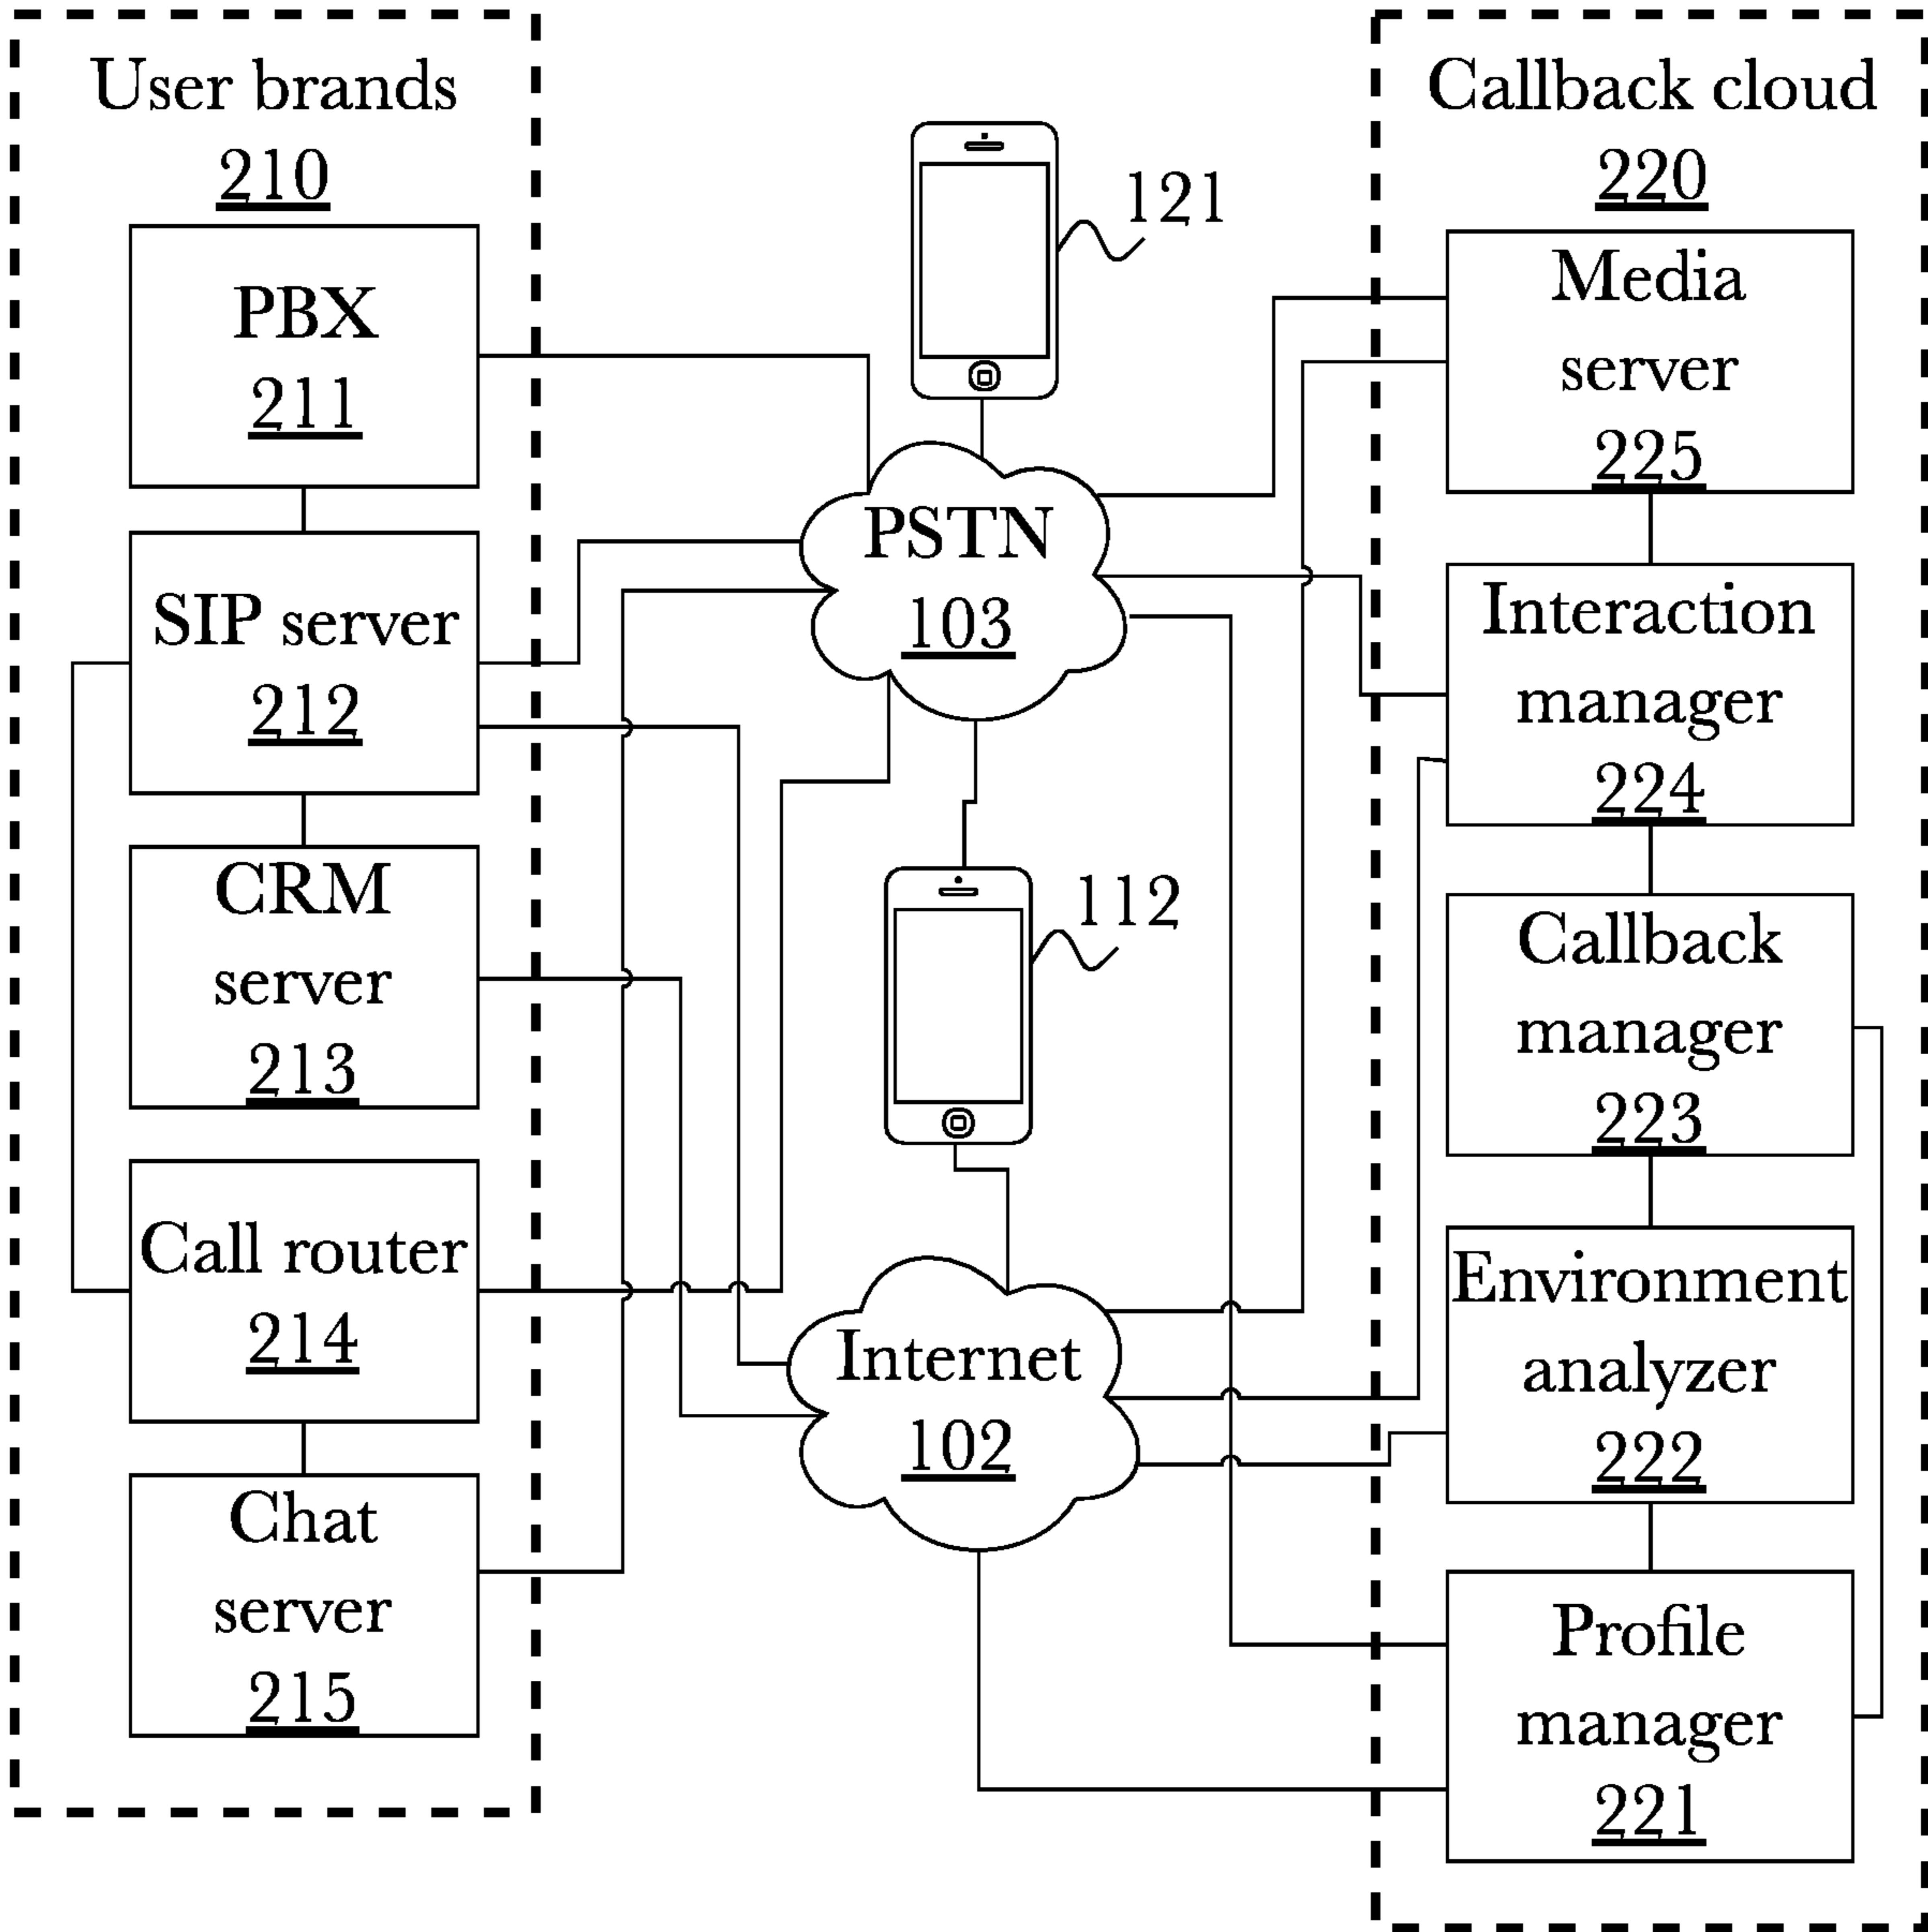 User brands
210
PBX
211
SIP server
212
CRM
server
213
Call router
214
Chat
server
215
121
PSTN
103
112
Internet
102
Callback cloud
220
Media
server
225
Interaction
manager
224
Callback
manager
223
Environment
analyzer
222
Profile
manager
221